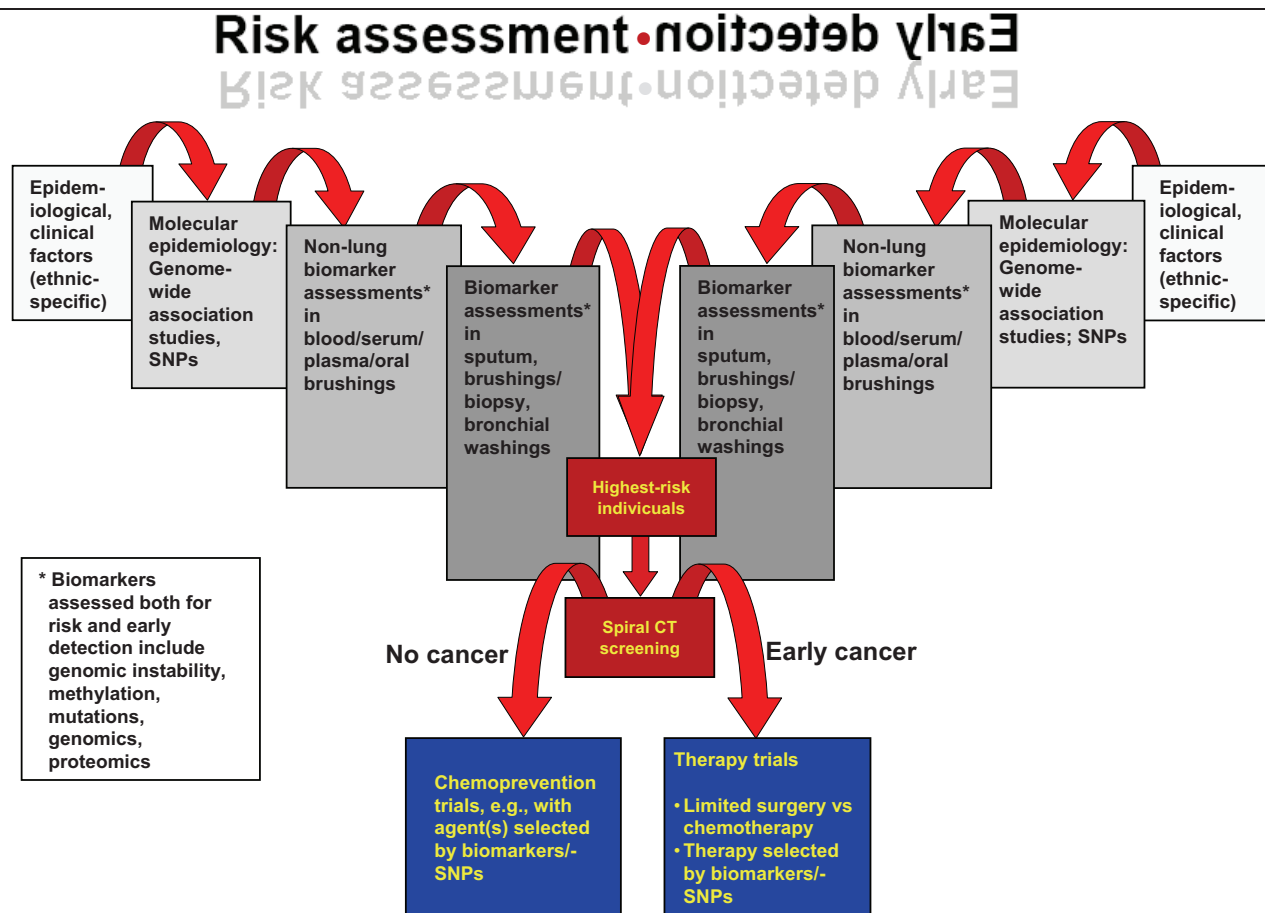 Risk assessment•Early detection
Risk assessment•Early detection
Epidem-
iological,
clinical
factors
(ethnic-
specific)
Molecular
epidemiology:
Genome-
wide
association
studies,
SNPs
Non-lung
biomarker
assessments*
in
blood/serum/
plasma/oral
brushings
Biomarker
assessments*
in
sputum,
brushings/
biopsy,
bronchial
washings
Biomarker
assessments*
in
sputum,
brushings/
biopsy,
bronchial
washings
Non-lung
biomarker
assessments*
in
blood/serum/
plasma/oral
brushings
Molecular
epidemiology:
Genome-
wide
association
studies; SNPs
Epidem-
iological,
clinical
factors
(ethnic-
specific)
Highest-risk
indivicuals
* Biomarkers
assessed both for
risk and early
detection include
genomic instability,
methylation,
mutations,
genomics,
proteomics
Spiral CT
screening
No cancer
Early cancer
Chemoprevention
trials, e.g., with
agent(s) selected
by biomarkers/-
SNPs
Therapy trials
• Limited surgery vs
chemotherapy
• Therapy selected
by biomarkers/-
SNPs